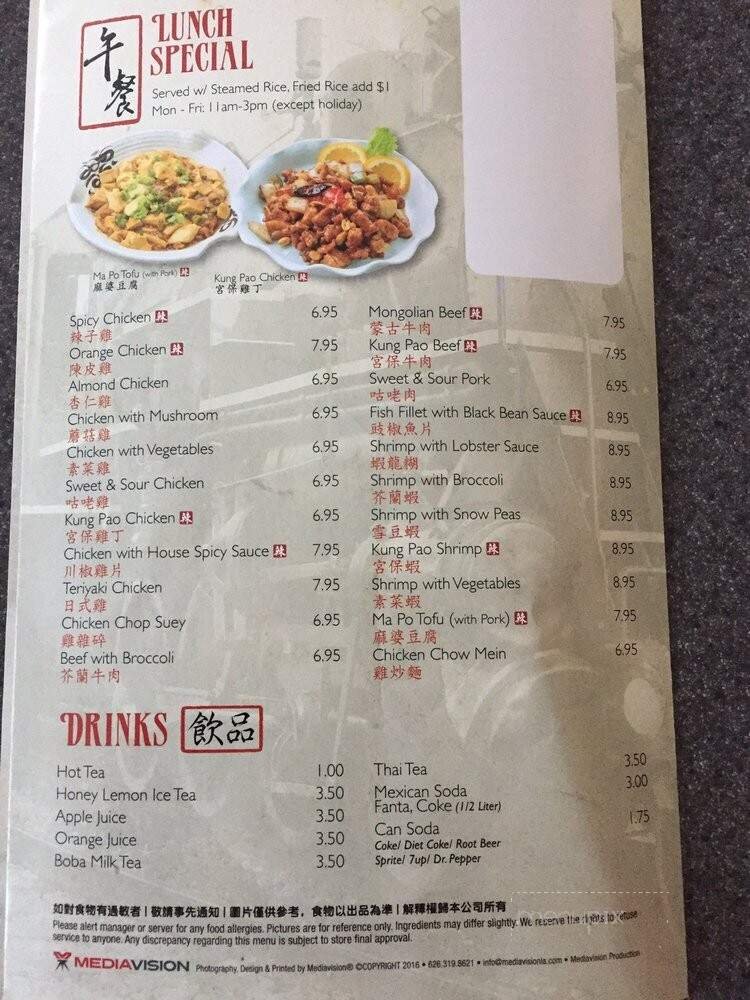 午餐
LUNCH
SPECIAL
Served w/ Steamed Rice, Fried Rice add $1
Mon - Fri: 11am-3pm (except holiday)
Ma Po Tofu (with Pork) 辣
麻婆豆腐
Kung Pao Chicken 辣
宮保雞丁
Spicy Chicken 辣 6.95
辣子雞
Orange Chicken 辣 7.95
陳皮雞
Almond Chicken 6.95
杏仁雞
Chicken with Mushroom 6.95
蘑菇雞
Chicken with Vegetables 6.95
素菜雞
Sweet & Sour Chicken 6.95
咕咾雞
Kung Pao Chicken 辣 6.95
宮保雞丁
Chicken with House Spicy Sauce 辣 7.95
川椒雞片
Teriyaki Chicken 7.95
日式雞
Chicken Chop Suey 6.95
雞雜碎
Beef with Broccoli 6.95
芥蘭牛肉
Mongolian Beef 辣 7.95
蒙古牛肉
Kung Pao Beef 辣 7.95
宮保牛肉
Sweet & Sour Pork 6.95
咕咾肉
Fish Fillet with Black Bean Sauce 辣 8.95
豉椒魚片
Shrimp with Lobster Sauce 8.95
蝦龍糊
Shrimp with Broccoli 8.95
芥蘭蝦
Shrimp with Snow Peas 8.95
雪豆蝦
Kung Pao Shrimp 辣 8.95
宮保蝦
Shrimp with Vegetables 8.95
素菜蝦
Ma Po Tofu (with Pork) 辣 7.95
麻婆豆腐
Chicken Chow Mein 6.95
雞炒麵
DRINKS 飲品
Hot Tea 1.00
Honey Lemon Ice Tea 3.50
Apple Juice 3.50
Orange Juice 3.50
Boba Milk Tea 3.50
Thai Tea 3.50
Mexican Soda 3.00
Fanta, Coke (1/2 Liter)
Can Soda 1.75
Coke/ Diet Coke/ Root Beer
Sprite/ 7up/ Dr. Pepper
如對食物有過敏者 | 敬請事先通知 | 圖片僅供參考，食物以出品為準 | 解釋權歸本公司所有
Please alert manager or server for any food allergies. Pictures are for reference only. Ingredients may differ slightly. We reserve the rights to refuse
service to anyone. Any discrepancy regarding this menu is subject to store final approval.
MEDIAVISION Photography, Design & Printed by Mediavision® ©COPYRIGHT 2016 • 626.319.8621 • info@mediavisionla.com • Mediavision Production